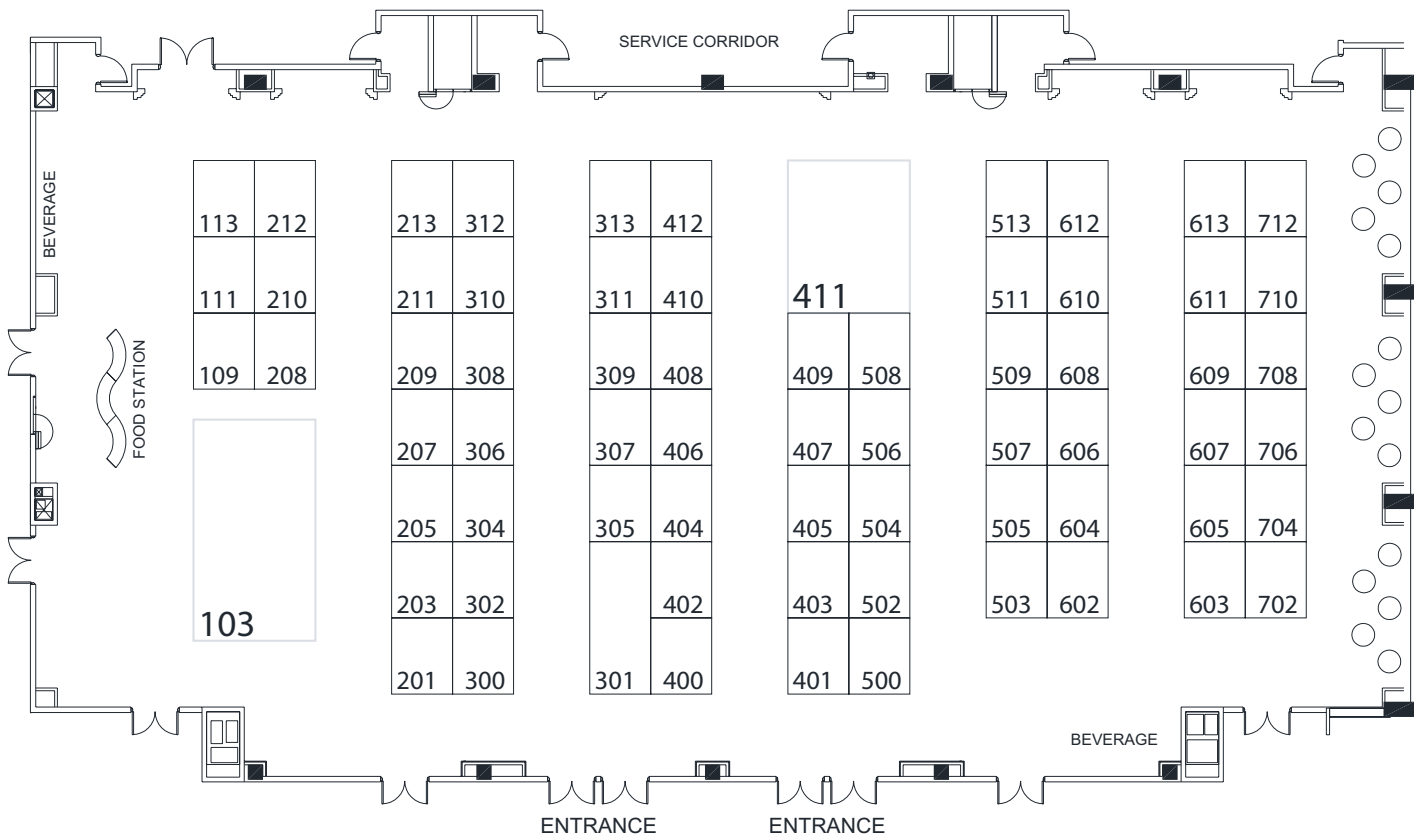 SERVICE CORRIDOR
BEVERAGE
113 212 213 312 313 412 513 612 613 712
111 210 211 310 311 410 411 511 610 611 710
109 208 209 308 309 408 409 508 509 608 609 708
FOOD STATION
207 306 307 406 407 506 507 606 607 706
205 304 305 404 405 504 505 604 605 704
103 203 302 402 403 502 503 602 603 702
201 300 301 400 401 500
BEVERAGE
ENTRANCE ENTRANCE